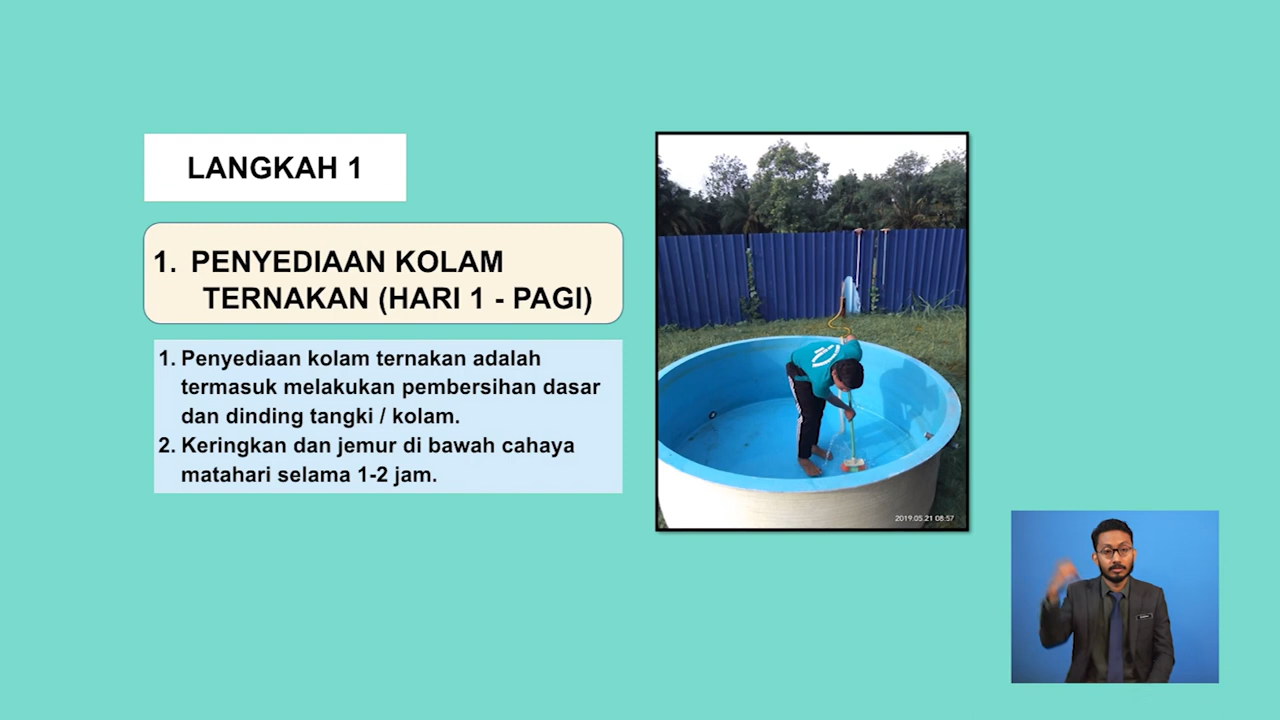 LANGKAH 1
1. PENYEDIAAN KOLAM
TERNAKAN (HARI 1 - PAGI)
1. Penyediaan kolam ternakan adalah
termasuk melakukan pembersihan dasar
dan dinding tangki / kolam.
2. Keringkan dan jemur di bawah cahaya
matahari selama 1-2 jam.
2019.05.21 08:57